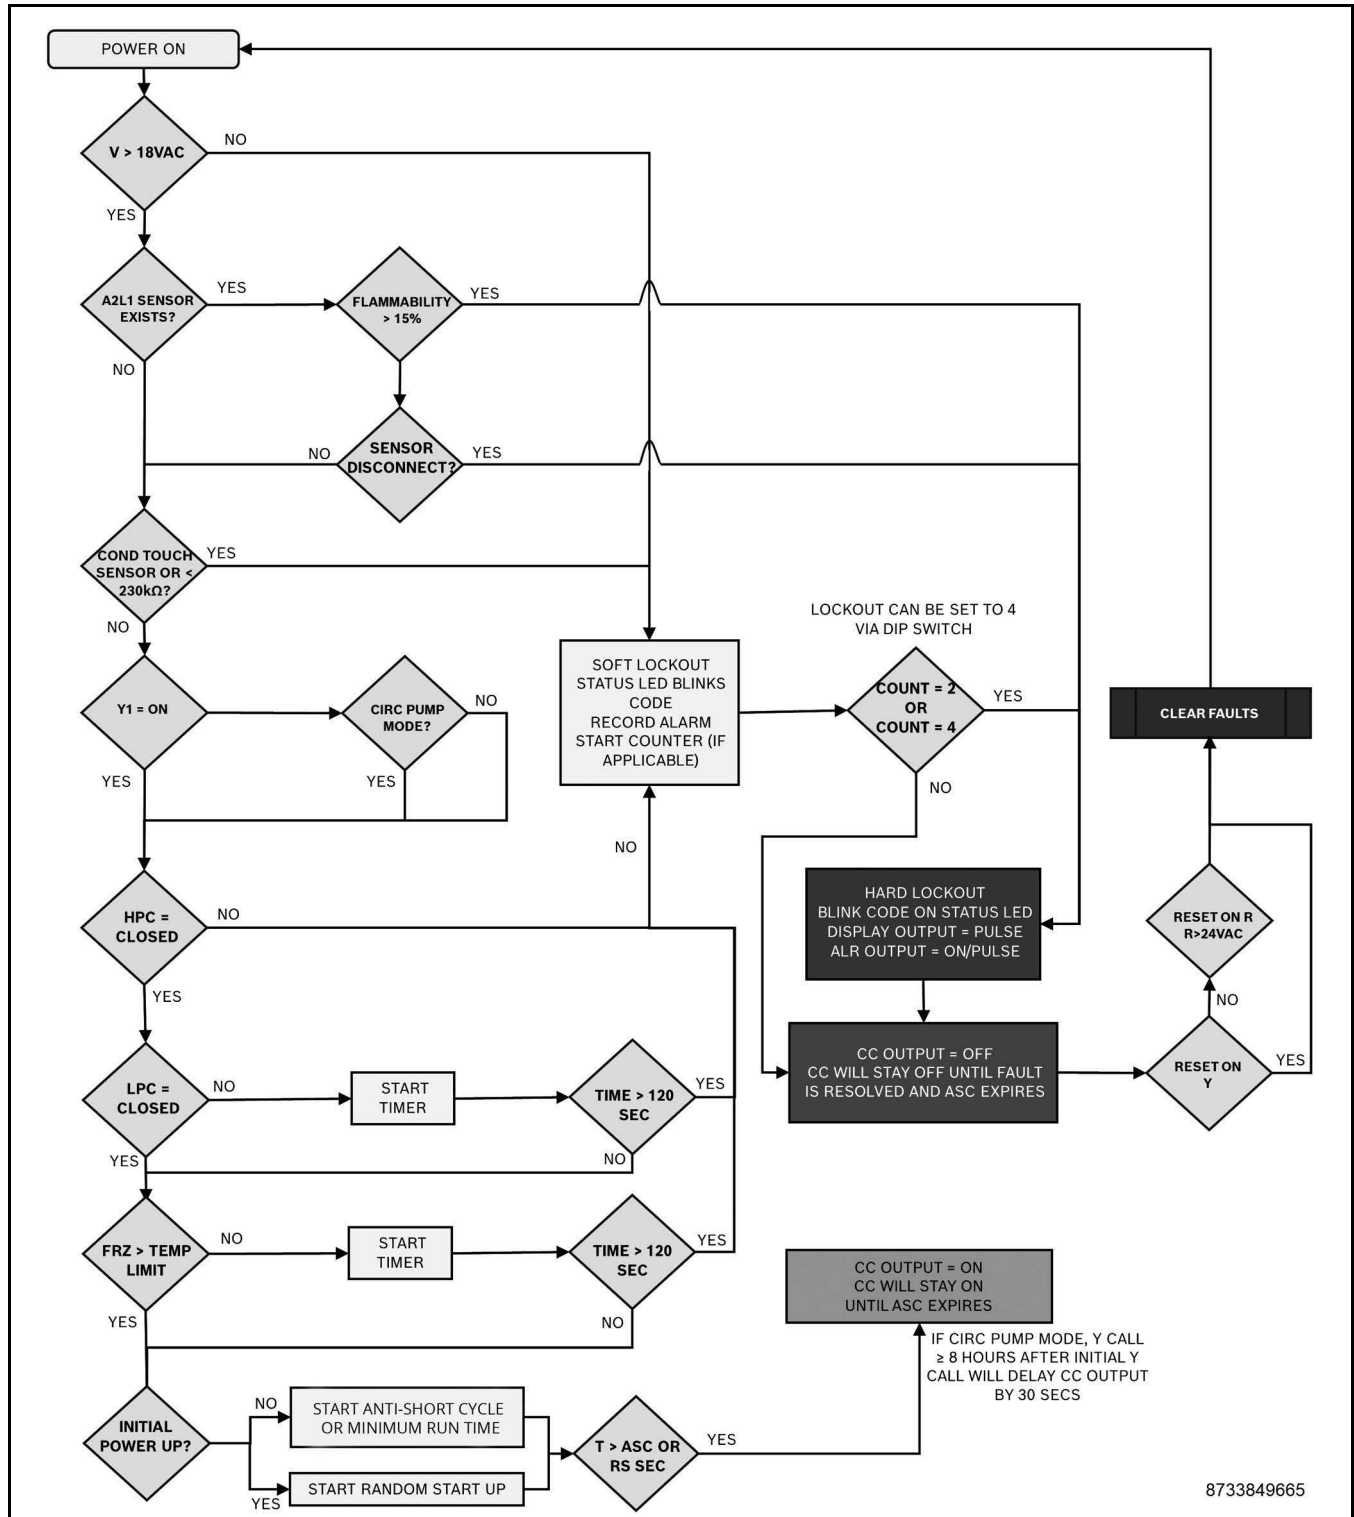 POWER ON
V > 18VAC
NO
YES
A2L1 SENSOR
EXISTS?
YES
NO
FLAMMABILITY
> 15%
YES
SENSOR
DISCONNECT?
NO
YES
COND TOUCH
SENSOR OR <
230kΩ?
YES
NO
Y1 = ON
YES
CIRC PUMP
MODE?
NO
YES
SOFT LOCKOUT
STATUS LED BLINKS
CODE
RECORD ALARM
START COUNTER (IF
APPLICABLE)
LOCKOUT CAN BE SET TO 4
VIA DIP SWITCH
COUNT = 2
OR
COUNT = 4
YES
NO
CLEAR FAULTS
HPC =
CLOSED
NO
YES
NO
HARD LOCKOUT
BLINK CODE ON STATUS LED
DISPLAY OUTPUT = PULSE
ALR OUTPUT = ON/PULSE
RESET ON R
R>24VAC
NO
CC OUTPUT = OFF
CC WILL STAY OFF UNTIL FAULT
IS RESOLVED AND ASC EXPIRES
RESET ON
Y
YES
LPC =
CLOSED
NO
YES
START
TIMER
TIME > 120
SEC
YES
NO
FRZ > TEMP
LIMIT
NO
YES
START
TIMER
TIME > 120
SEC
YES
NO
CC OUTPUT = ON
CC WILL STAY ON
UNTIL ASC EXPIRES
IF CIRC PUMP MODE, Y CALL
≥ 8 HOURS AFTER INITIAL Y
CALL WILL DELAY CC OUTPUT
BY 30 SECS
INITIAL
POWER UP?
NO
YES
START ANTI-SHORT CYCLE
OR MINIMUM RUN TIME
START RANDOM START UP
T > ASC OR
RS SEC
YES
8733849665